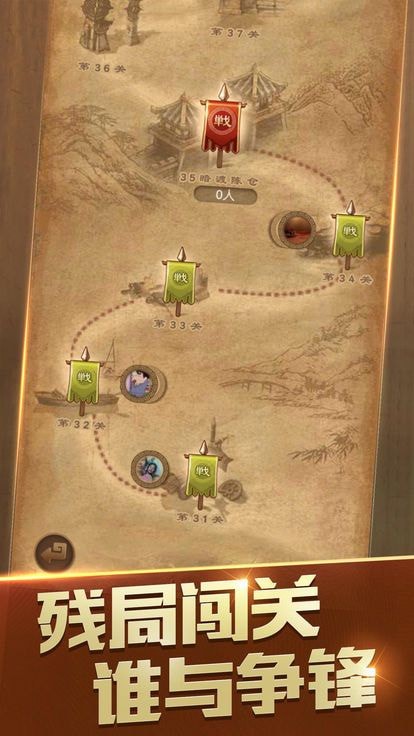 第37关
第36关
戦
35暗渡陈仓
0人
戦
第34关
戦
第33关
戦
第32关
戦
第31关
残局闯关
谁与争锋